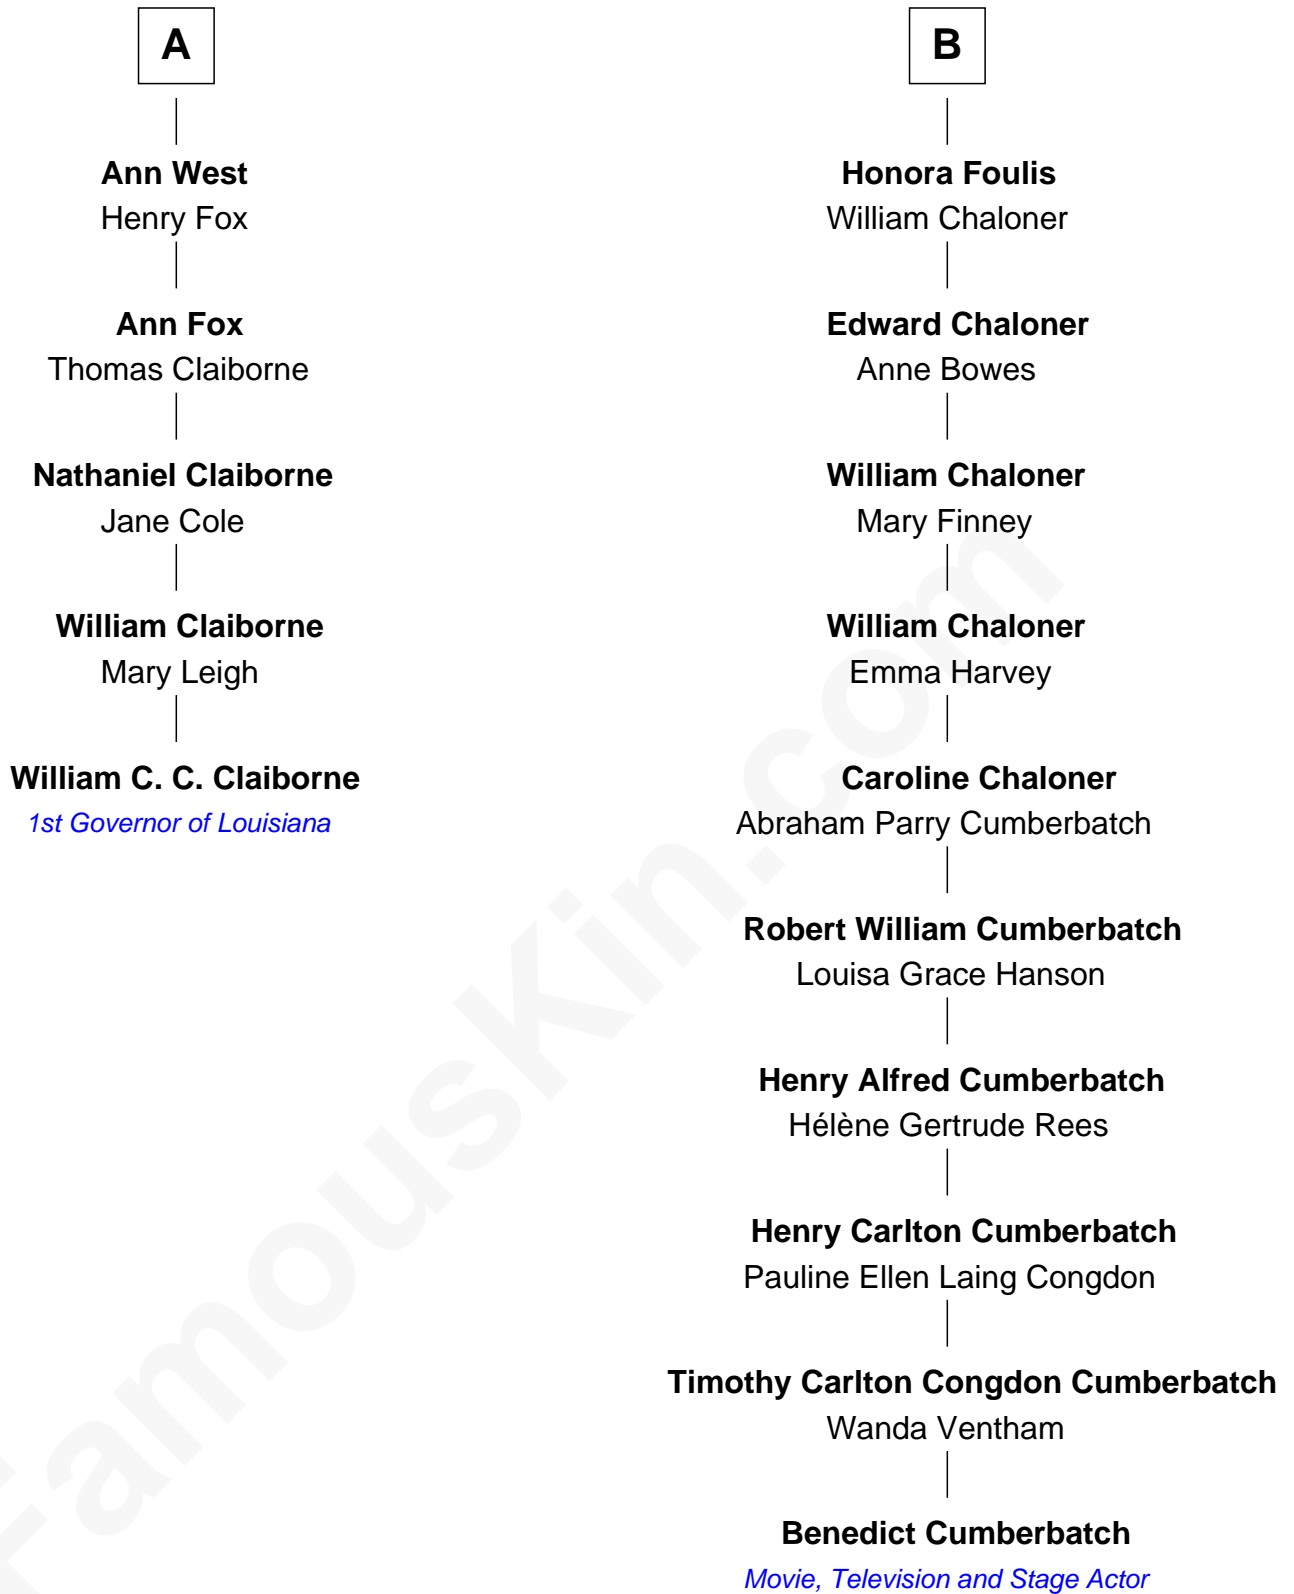 A
Ann West
Henry Fox
Ann Fox
Thomas Claiborne
Nathaniel Claiborne
Jane Cole
William Claiborne
Mary Leigh
William C. C. Claiborne
1st Governor of Louisiana
B
Honora Foulis
William Chaloner
Edward Chaloner
Anne Bowes
William Chaloner
Mary Finney
William Chaloner
Emma Harvey
Caroline Chaloner
Abraham Parry Cumberbatch
Robert William Cumberbatch
Louisa Grace Hanson
Henry Alfred Cumberbatch
Hélène Gertrude Rees
Henry Carlton Cumberbatch
Pauline Ellen Laing Congdon
Timothy Carlton Congdon Cumberbatch
Wanda Ventham
Benedict Cumberbatch
Movie, Television and Stage Actor
FamousKin.com